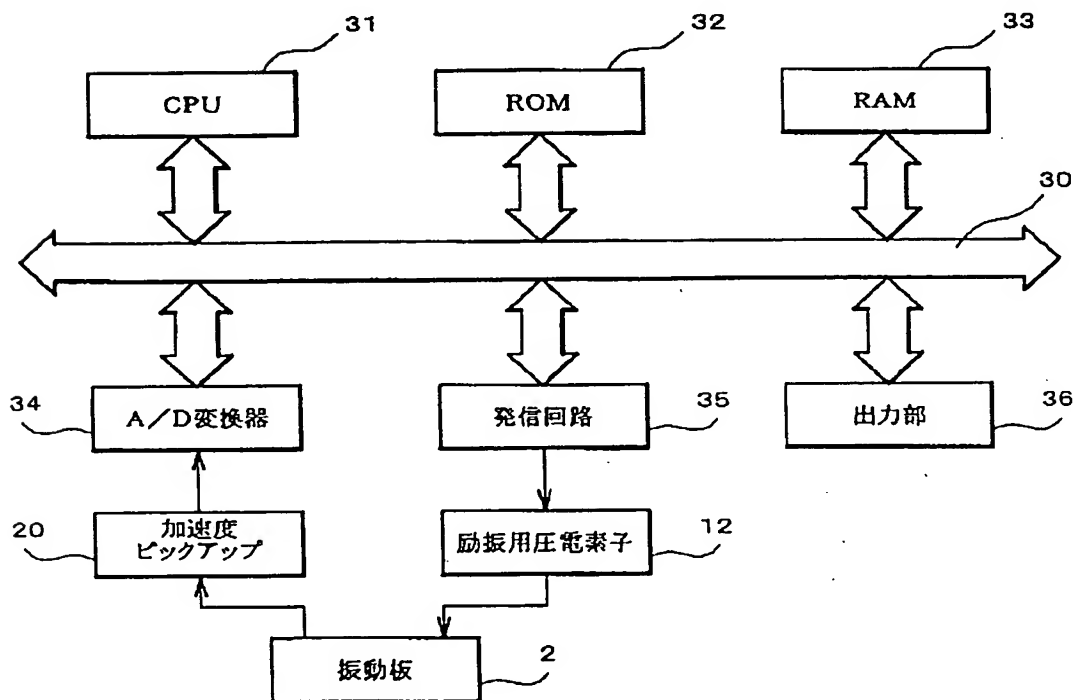 31
32
33
CPU
ROM
RAM
30
34
A／D変換器
発信回路
35
出力部
36
20
加速度
ピックアップ
励振用圧電素子
12
振動板
2